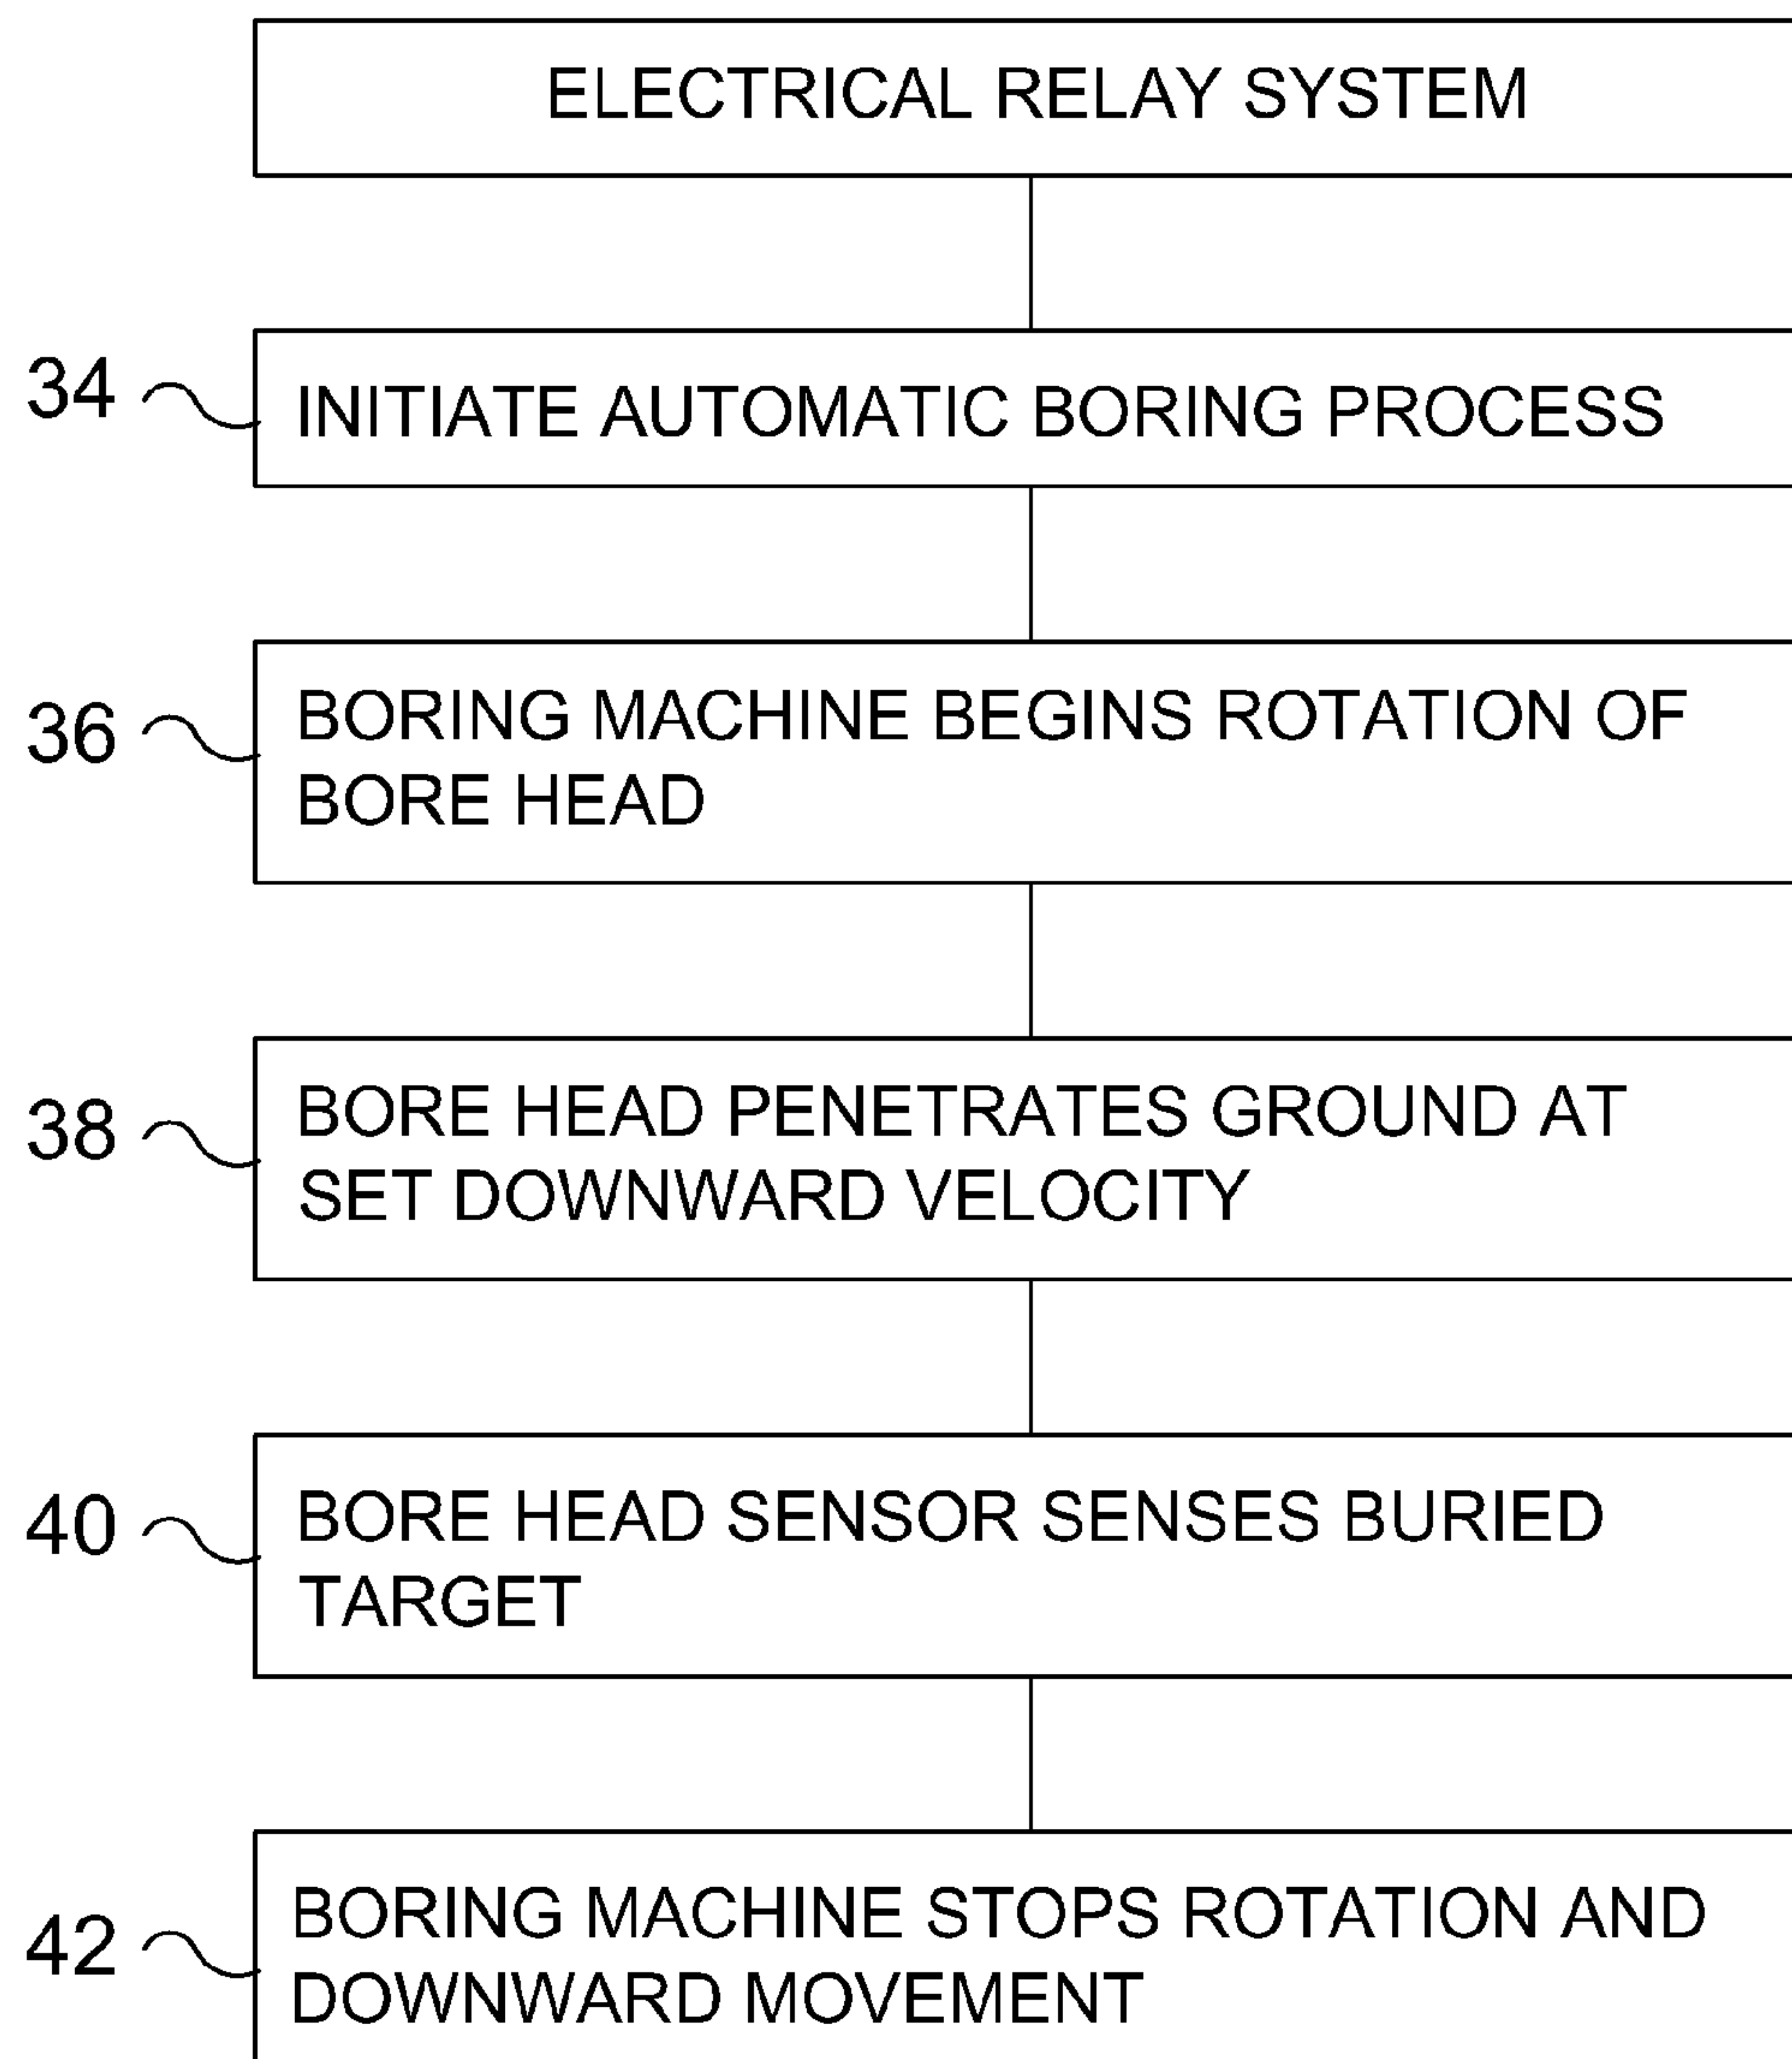 ELECTRICAL RELAY SYSTEM
34
INITIATE AUTOMATIC BORING PROCESS
36
BORING MACHINE BEGINS ROTATION OF
BORE HEAD
38
BORE HEAD PENETRATES GROUND AT
SET DOWNWARD VELOCITY
40
BORE HEAD SENSOR SENSES BURIED
TARGET
42
BORING MACHINE STOPS ROTATION AND
DOWNWARD MOVEMENT